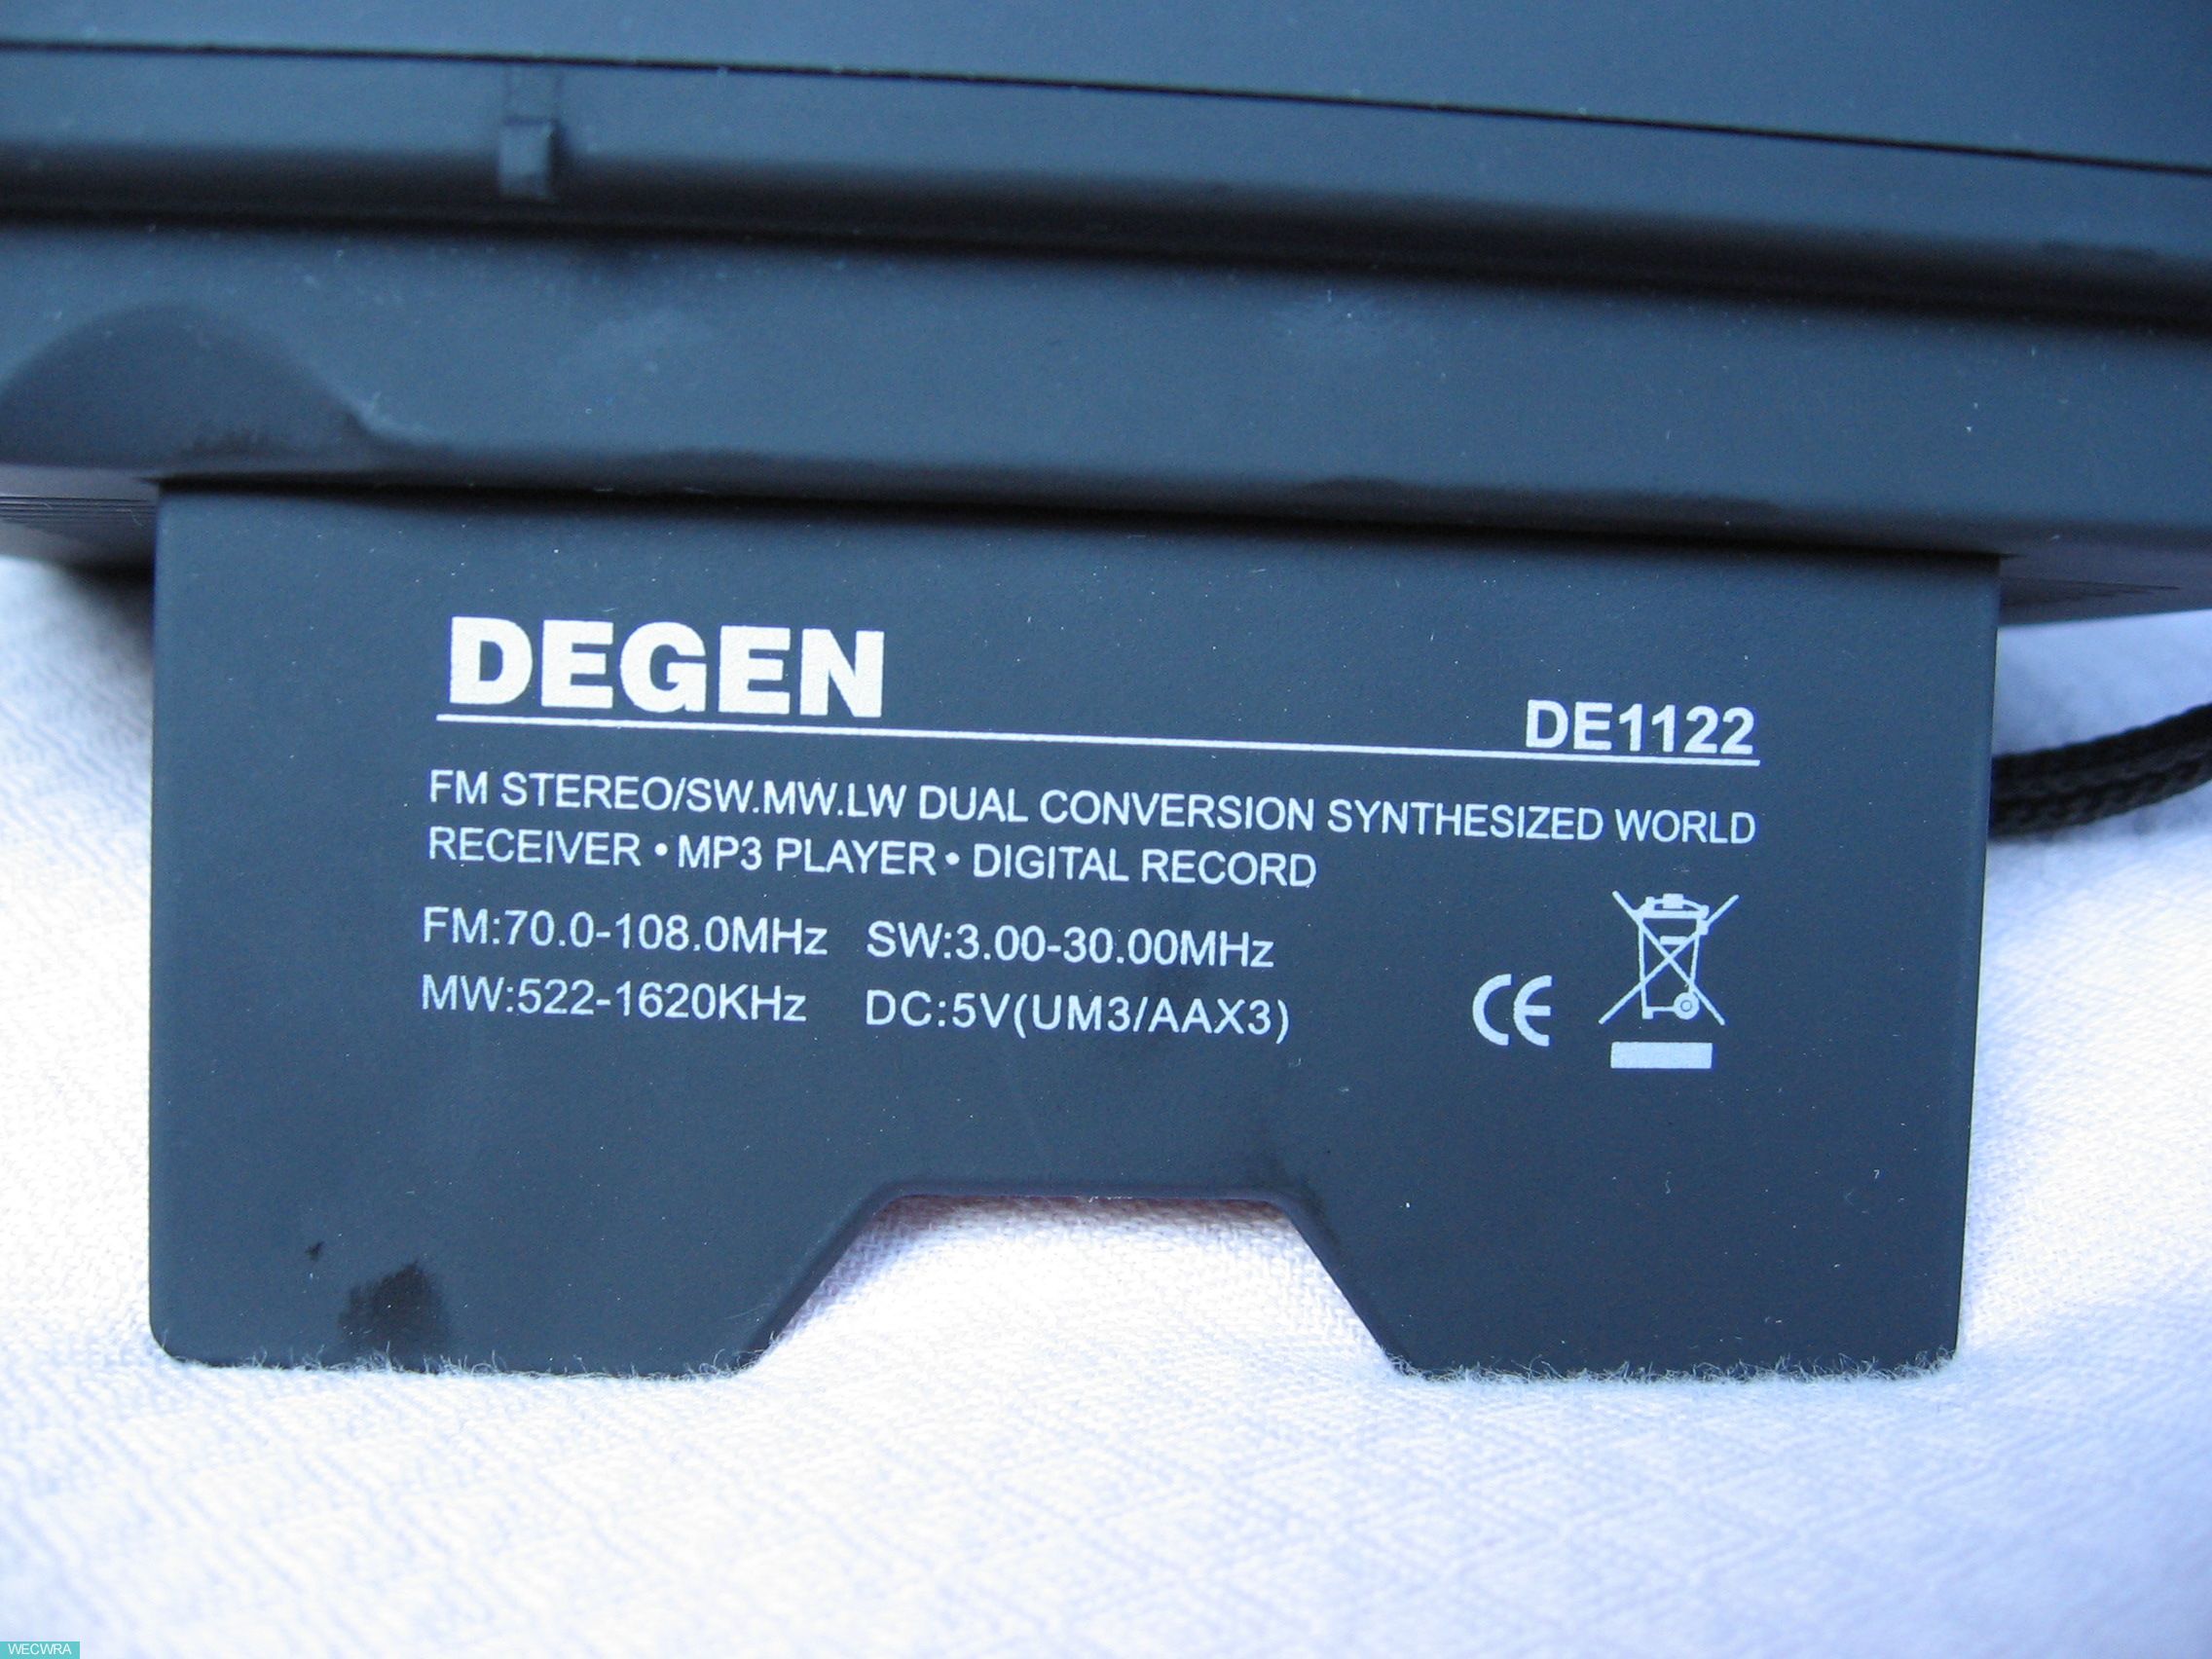 DEGEN
DE1122
FM STEREO/SW.MW.LW DUAL CONVERSION SYNTHESIZED WORLD
RECEIVER • MP3 PLAYER • DIGITAL RECORD
FM:70.0-108.0MHz SW:3.00-30.00MHz
MW:522-1620KHz DC:5V(UM3/AAX3)
CE
WECWRA